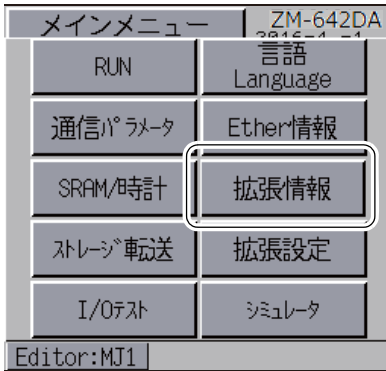 メインメニュー
ZM-642DA
2016-4 -1
RUN
言語
Language
通信ﾊﾟﾗﾒｰﾀ
Ether情報
SRAM/時計
拡張情報
ｽﾄﾚｰｼﾞ転送
拡張設定
I/Oﾃｽﾄ
ｼﾐｭﾚｰﾀ
Editor:MJ1